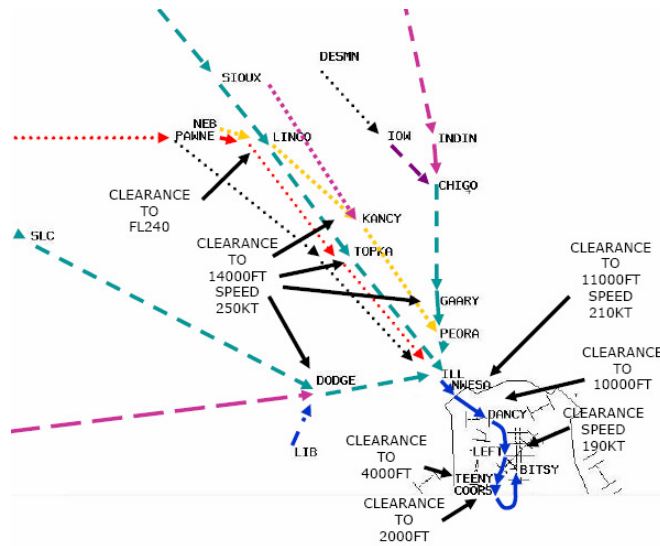 DESMN
SIOUX
NEB
PAWNE
LINGO
IOW
INDIN
CHIGO
CLEARANCE
TO
FL240
KANCY
SLC
CLEARANCE
TO
14000FT
SPEED
250KT
TOPKA
CLEARANCE
TO
11000FT
SPEED
210KT
GAARY
PEORA
DODGE
ILL
NWESA
CLEARANCE
TO
10000FT
DANCY
CLEARANCE
SPEED
190KT
LIB
CLEARANCE
TO
4000FT
LEFT
BITSY
TEENY
COORS
CLEARANCE
TO
2000FT